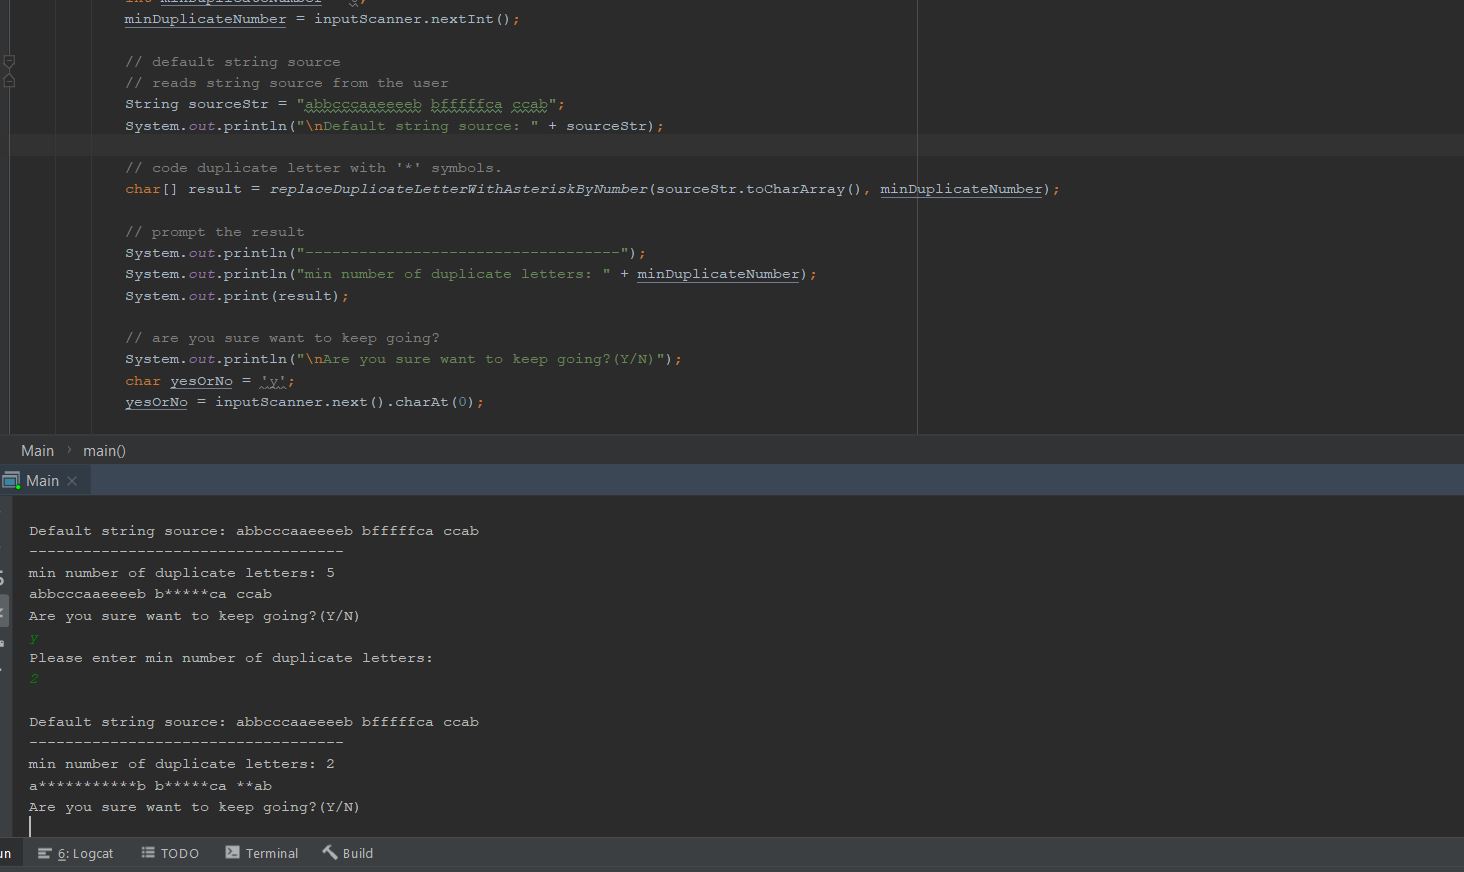 int minDuplicateNumber = 0;
minDuplicateNumber = inputScanner.nextInt();
// default string source
// reads string source from the user
String sourceStr = "abbcccaaeeeeb bfffffca ccab";
System.out.println("\nDefault string source: " + sourceStr);
// code duplicate letter with '*' symbols.
char[] result = replaceDuplicateLetterWithAsteriskByNumber(sourceStr.toCharArray(), minDuplicateNumber);
// prompt the result
System.out.println("-----------------------------------");
System.out.println("min number of duplicate letters: " + minDuplicateNumber);
System.out.print(result);
// are you sure want to keep going?
System.out.println("\nAre you sure want to keep going?(Y/N)");
char yesOrNo = 'y';
yesOrNo = inputScanner.next().charAt(0);
Main › main()
Main ×
Default string source: abbcccaaeeeeb bfffffca ccab
-----------------------------------
min number of duplicate letters: 5
abbcccaaeeeeb b*****ca ccab
Are you sure want to keep going?(Y/N)
y
Please enter min number of duplicate letters:
2
Default string source: abbcccaaeeeeb bfffffca ccab
-----------------------------------
min number of duplicate letters: 2
a***********b b*****ca **ab
Are you sure want to keep going?(Y/N)
un 6: Logcat TODO Terminal Build